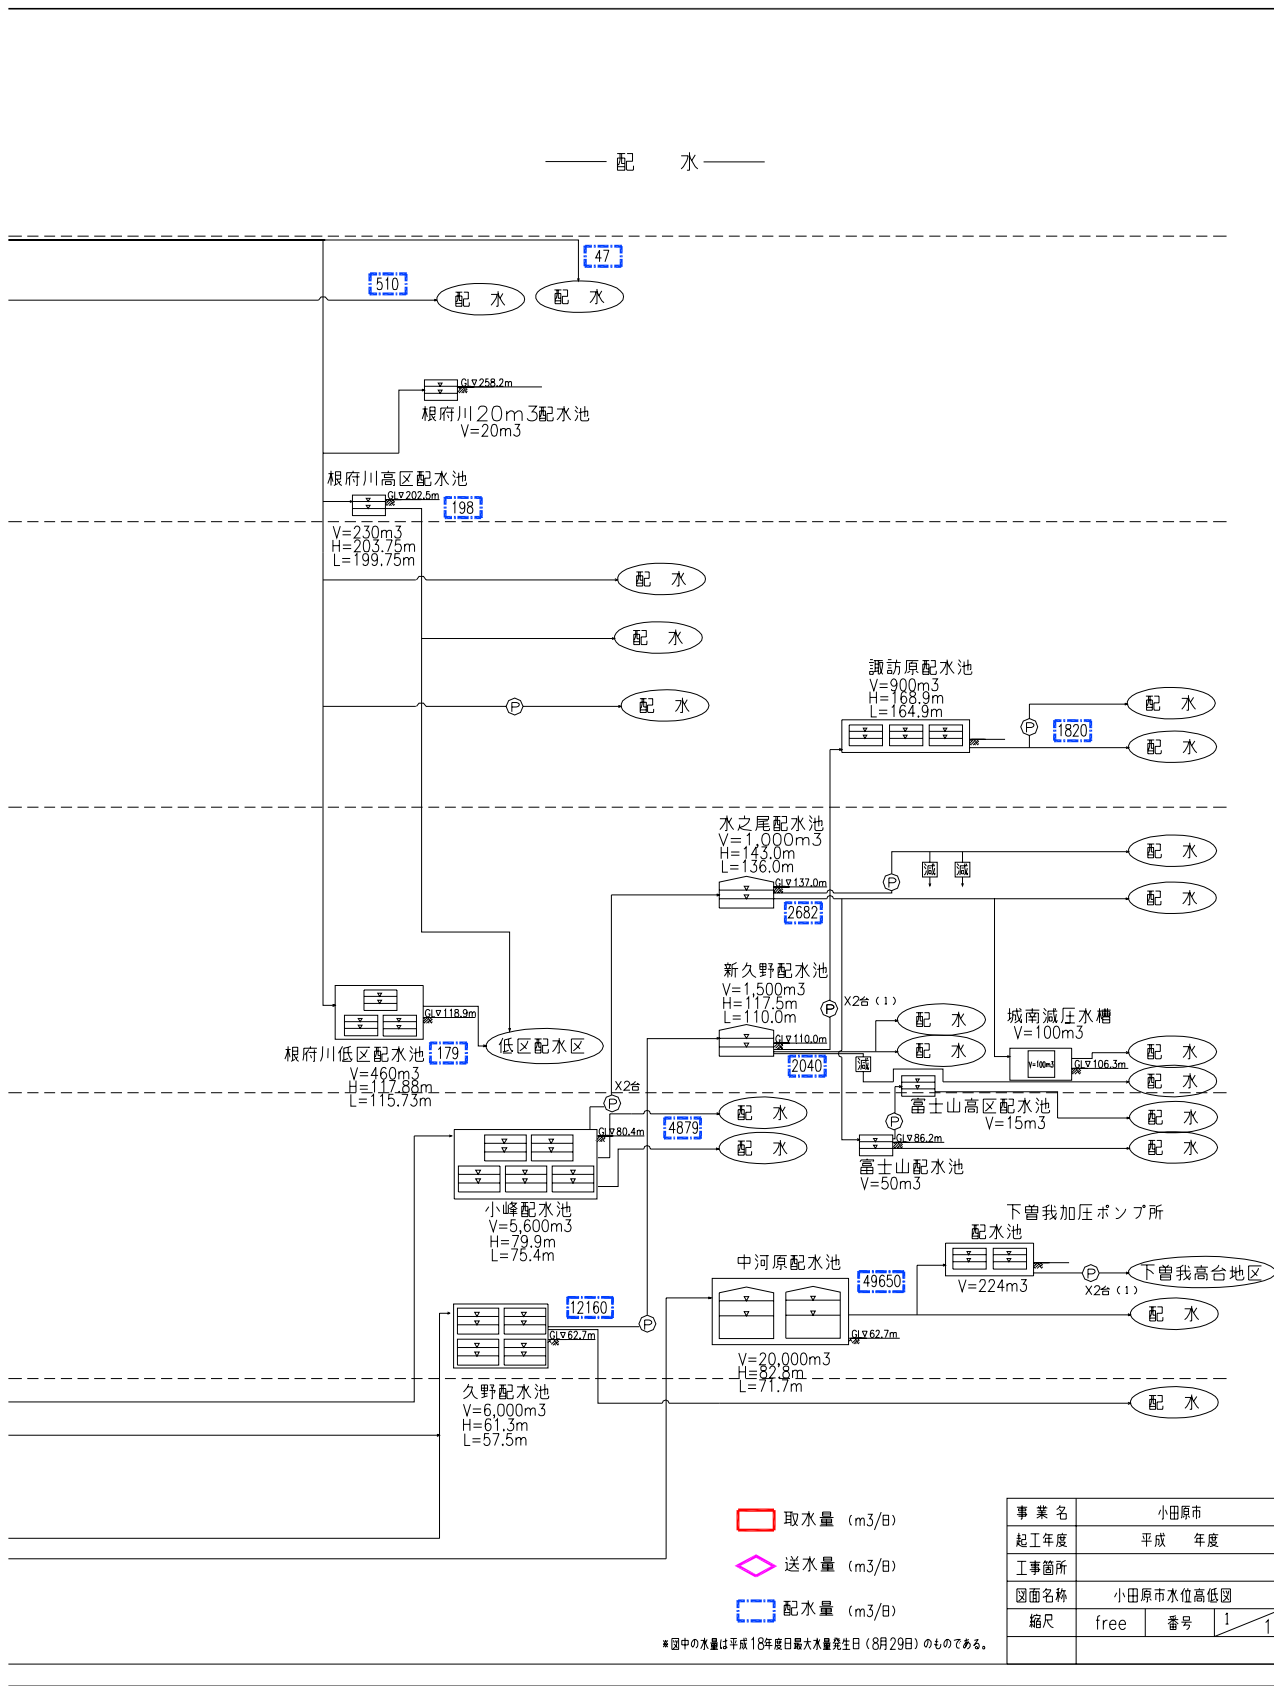 配　水
47
510
配　水
配　水
GL▽258.2m
根府川20m3配水池
V=20m3
根府川高区配水池
GL▽202.5m
198
V=230m3
H=203.75m
L=199.75m
配　水
配　水
P
配　水
諏訪原配水池
V=900m3
H=168.9m
L=164.9m
P
配　水
1820
配　水
水之尾配水池
V=1,000m3
H=143.0m
L=136.0m
GL▽137.0m
2682
P
減
減
配　水
配　水
新久野配水池
V=1,500m3
H=117.5m
L=110.0m
P
X2台（1）
GL▽110.0m
2040
減
配　水
配　水
城南減圧水槽
V=100m3
V=100m3
GL▽106.3m
配　水
配　水
GL▽118.9m
根府川低区配水池
179
V=460m3
H=117.88m
L=115.73m
低区配水区
X2台
P
富士山高区配水池
V=15m3
配　水
P
GL▽86.2m
配　水
富士山配水池
V=50m3
GL▽80.4m
4879
配　水
配　水
小峰配水池
V=5,600m3
H=79.9m
L=75.4m
下曽我加圧ポンプ所
配水池
V=224m3
P
X2台（1）
下曽我高台地区
中河原配水池
49650
配　水
GL▽62.7m
V=20,000m3
H=82.8m
L=71.7m
12160
P
GL▽62.7m
久野配水池
V=6,000m3
H=61.3m
L=57.5m
配　水
取水量（m3/日）
送水量（m3/日）
配水量（m3/日）
*図中の水量は平成18年度日最大水量発生日（8月29日）のものである。
事業名　小田原市
起工年度　平成　年度
工事箇所
図面名称　小田原市水位高低図
縮尺　free　番号　1/1